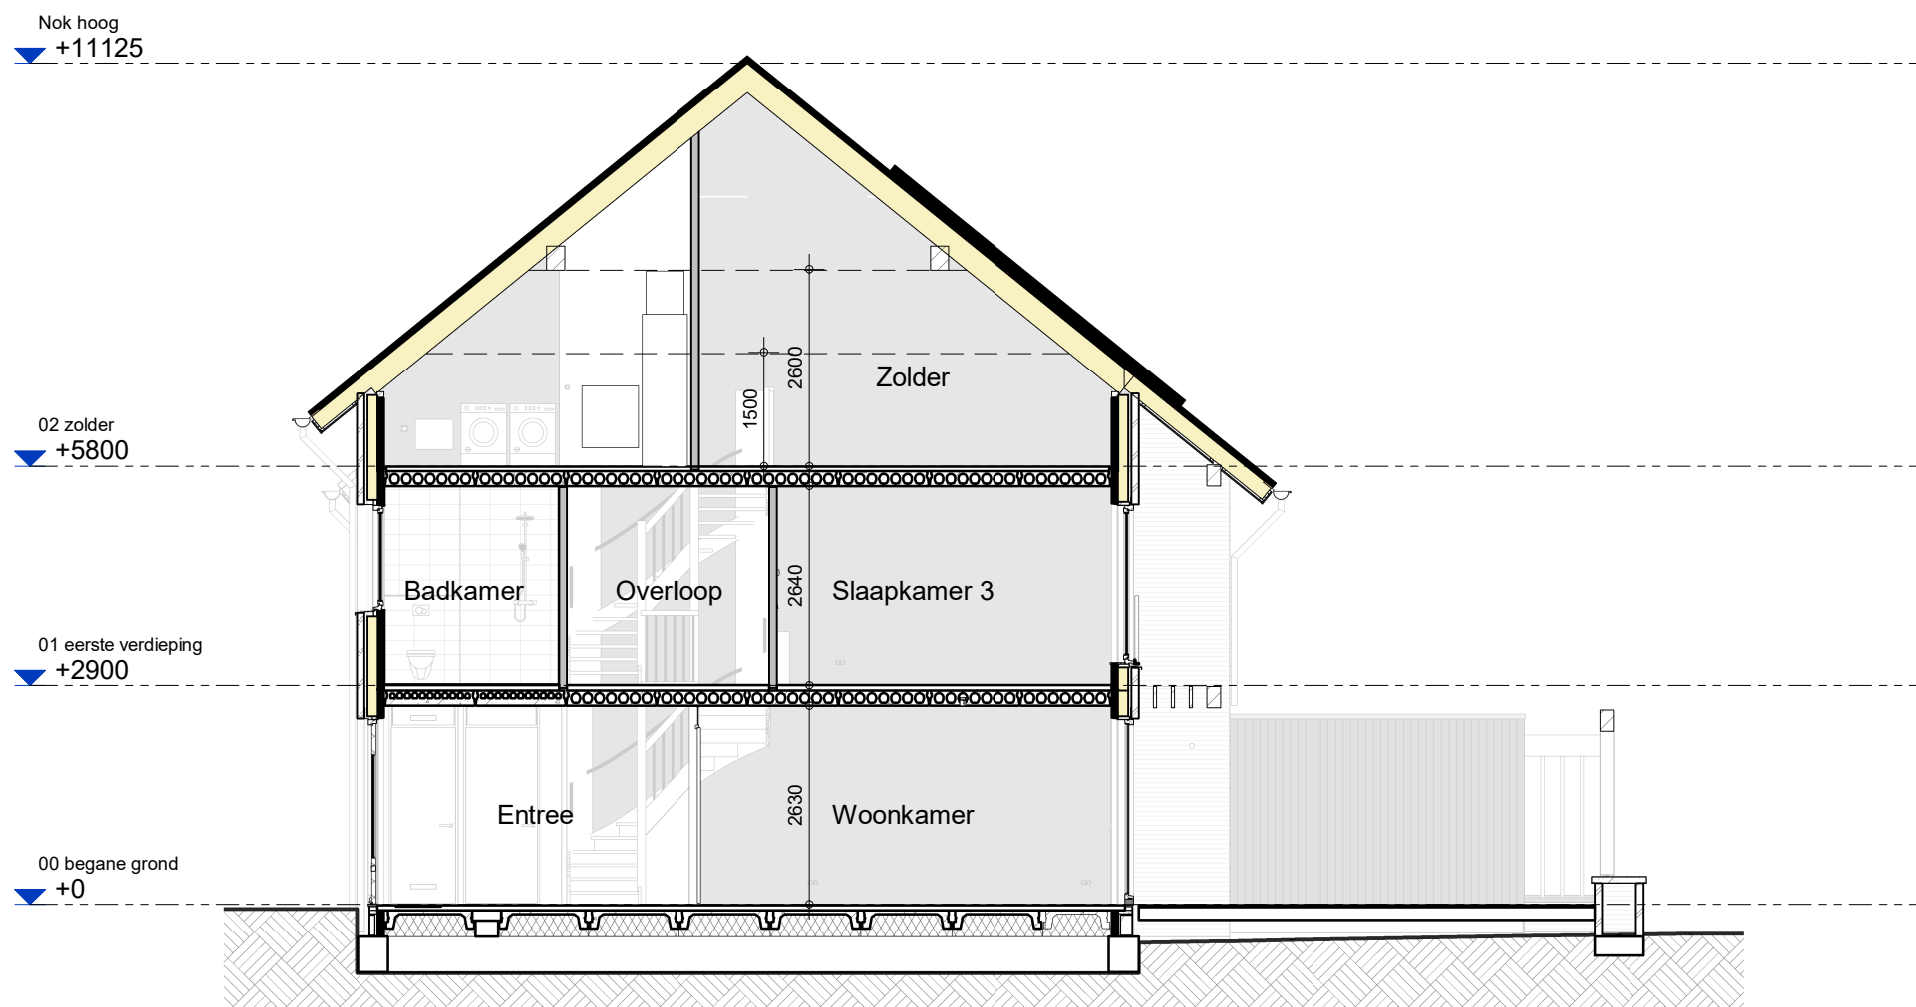 Nok hoog
+11125
2600
Zolder
1500
02 zolder
+5800
Badkamer
Overloop
2640
Slaapkamer 3
01 eerste verdieping
+2900
Entree
2630
Woonkamer
00 begane grond
+0